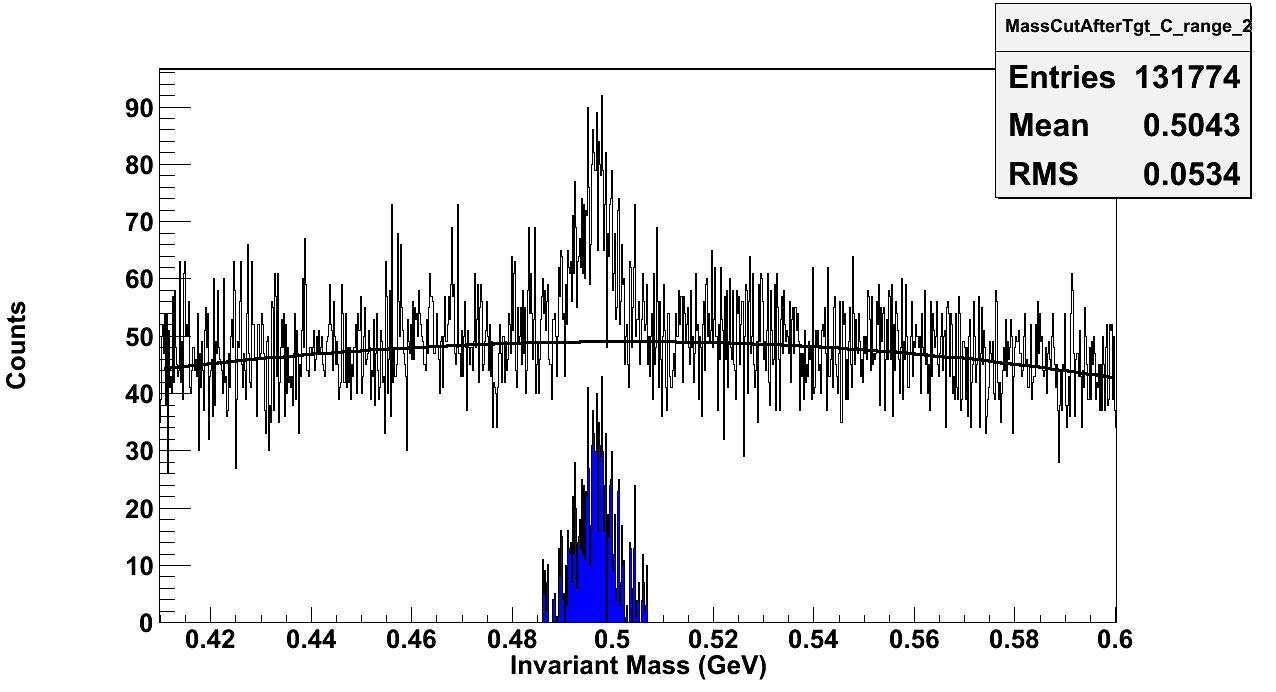 MassCutAfterTgt_C_range_2
Entries 131774
Mean 0.5043
RMS 0.0534
90
80
70
60
50
40
30
20
10
0
Counts
0.42 0.44 0.46 0.48 0.5 0.52 0.54 0.56 0.58 0.6
Invariant Mass (GeV)